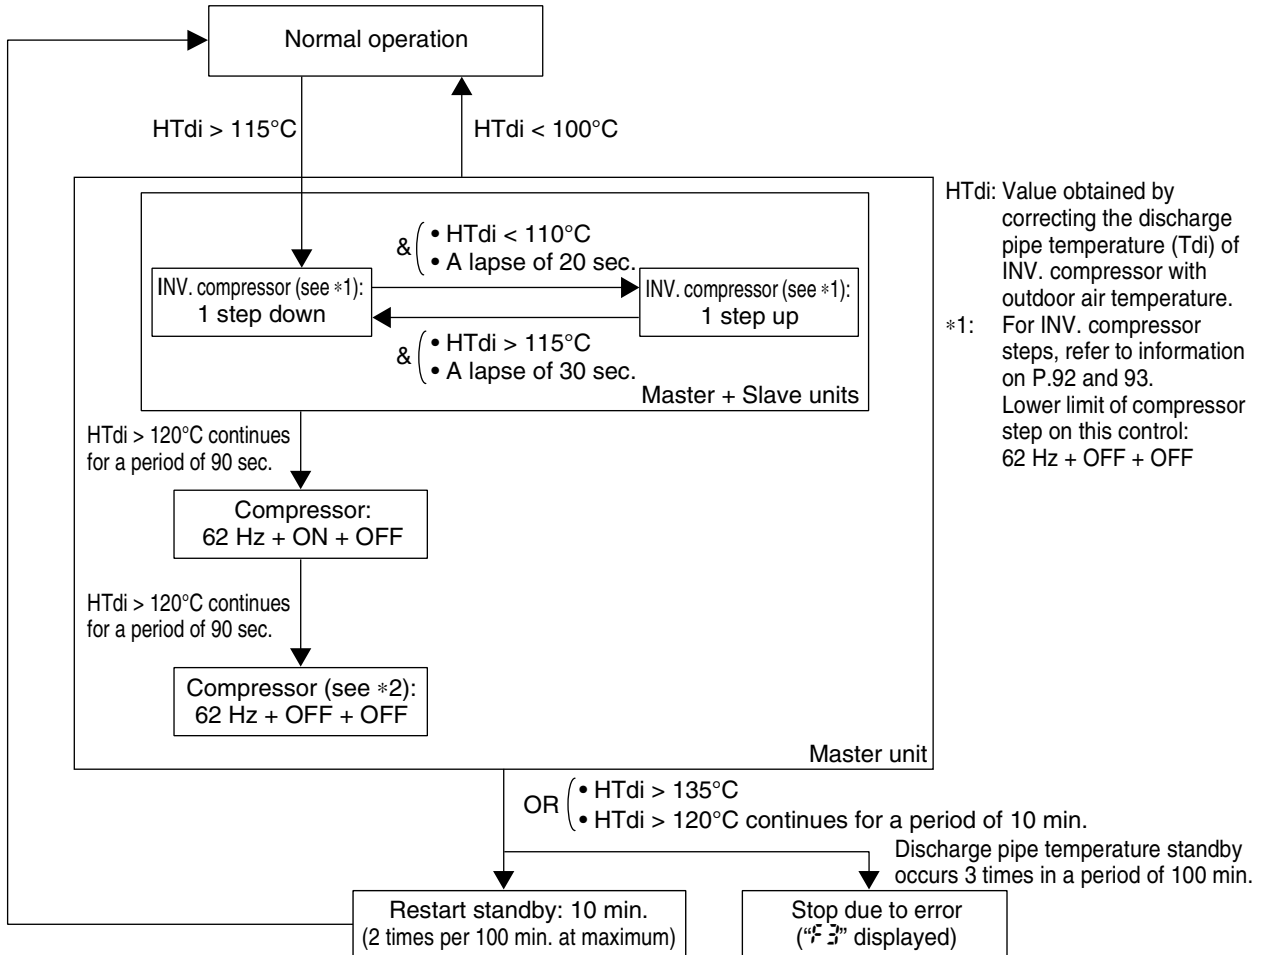 Normal operation
HTdi > 115°C
HTdi < 100°C
& • HTdi < 110°C
• A lapse of 20 sec.
INV. compressor (see *1):
1 step down
INV. compressor (see *1):
1 step up
& • HTdi > 115°C
• A lapse of 30 sec.
Master + Slave units
HTdi > 120°C continues
for a period of 90 sec.
Compressor:
62 Hz + ON + OFF
HTdi > 120°C continues
for a period of 90 sec.
Compressor (see *2):
62 Hz + OFF + OFF
Master unit
HTdi: Value obtained by
correcting the discharge
pipe temperature (Tdi) of
INV. compressor with
outdoor air temperature.
*1: For INV. compressor
steps, refer to information
on P.92 and 93.
Lower limit of compressor
step on this control:
62 Hz + OFF + OFF
OR • HTdi > 135°C
• HTdi > 120°C continues for a period of 10 min.
Discharge pipe temperature standby
occurs 3 times in a period of 100 min.
Restart standby: 10 min.
(2 times per 100 min. at maximum)
Stop due to error
(“F3” displayed)